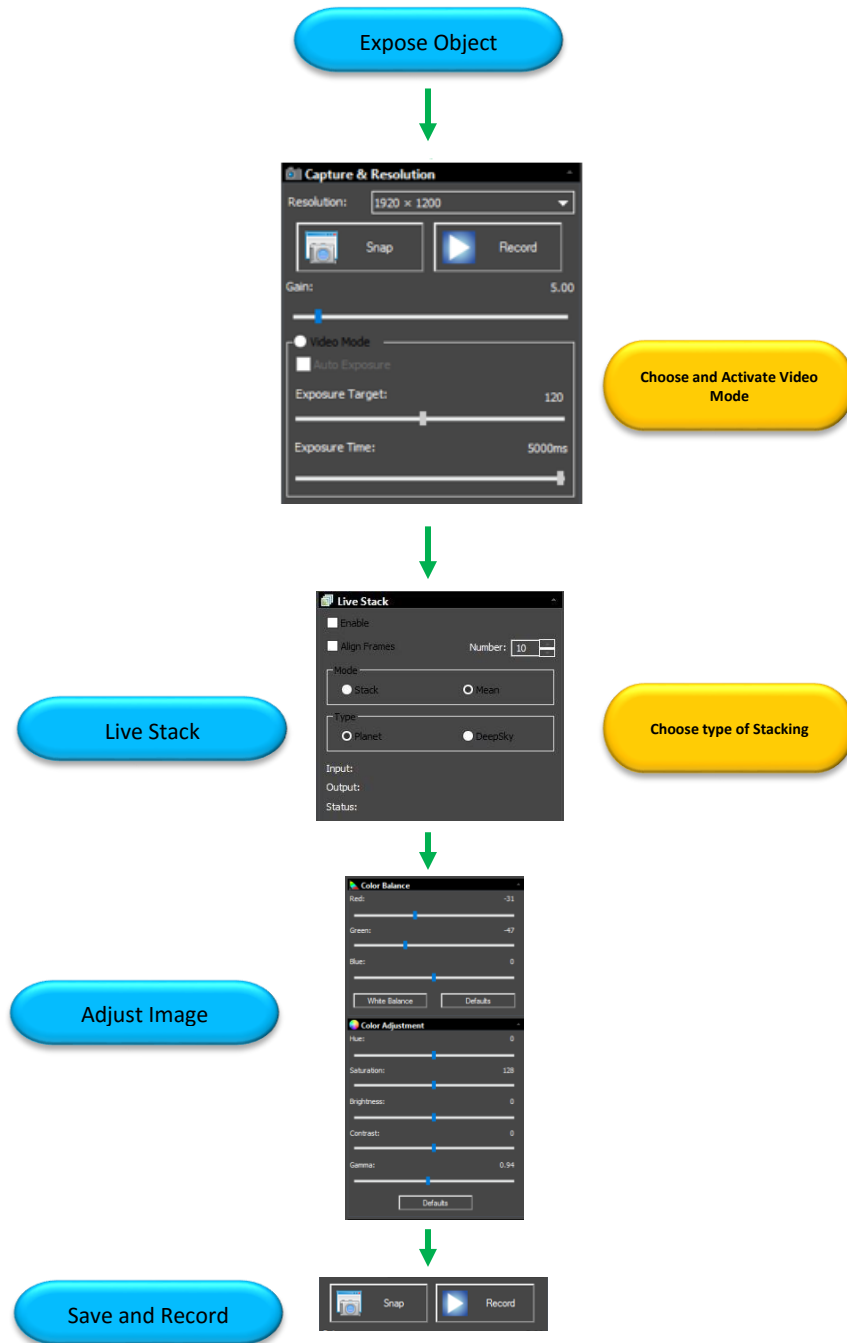 Expose Object
Capture & Resolution
Resolution: 1920 × 1200
Snap Record
Gain: 5.00
Video Mode
Auto Exposure
Exposure Target: 120
Exposure Time: 5000ms
Choose and Activate Video
Mode
Live Stack
Enable
Align Frames Number: 10
Mode
Stack Mean
Type
Planet DeepSky
Input:
Output:
Status:
Live Stack
Choose type of Stacking
Color Balance
Red: -31
Green: -47
Blue: 0
White Balance Defaults
Color Adjustment
Hue: 0
Saturation: 128
Brightness: 0
Contrast: 0
Gamma: 0.94
Defaults
Adjust Image
Save and Record
Snap Record